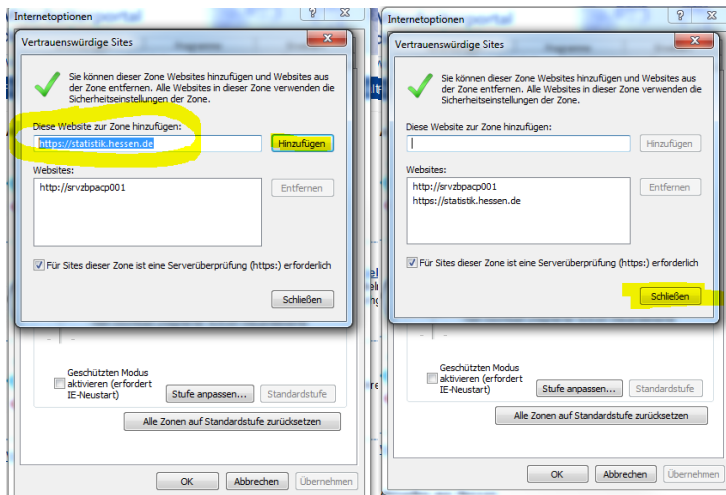 Internetoptionen
Vertrauenswürdige Sites
Sie können dieser Zone Websites hinzufügen und Websites aus
der Zone entfernen. Alle Websites in dieser Zone verwenden die
Sicherheitseinstellungen der Zone.
Diese Website zur Zone hinzufügen:
https://statistik.hessen.de
Hinzufügen
Websites:
http://srvzbpacp001
Entfernen
Für Sites dieser Zone ist eine Serverüberprüfung (https:) erforderlich
Schließen
Geschützten Modus
aktivieren (erfordert
IE-Neustart)
Stufe anpassen...
Standardstufe
Alle Zonen auf Standardstufe zurücksetzen
OK
Abbrechen
Übernehmen
Internetoptionen
Vertrauenswürdige Sites
Sie können dieser Zone Websites hinzufügen und Websites aus
der Zone entfernen. Alle Websites in dieser Zone verwenden die
Sicherheitseinstellungen der Zone.
Diese Website zur Zone hinzufügen:
Hinzufügen
Websites:
http://srvzbpacp001
https://statistik.hessen.de
Entfernen
Für Sites dieser Zone ist eine Serverüberprüfung (https:) erforderlich
Schließen
Geschützten Modus
aktivieren (erfordert
IE-Neustart)
Stufe anpassen...
Standardstufe
Alle Zonen auf Standardstufe zurücksetzen
OK
Abbrechen
Übernehmen